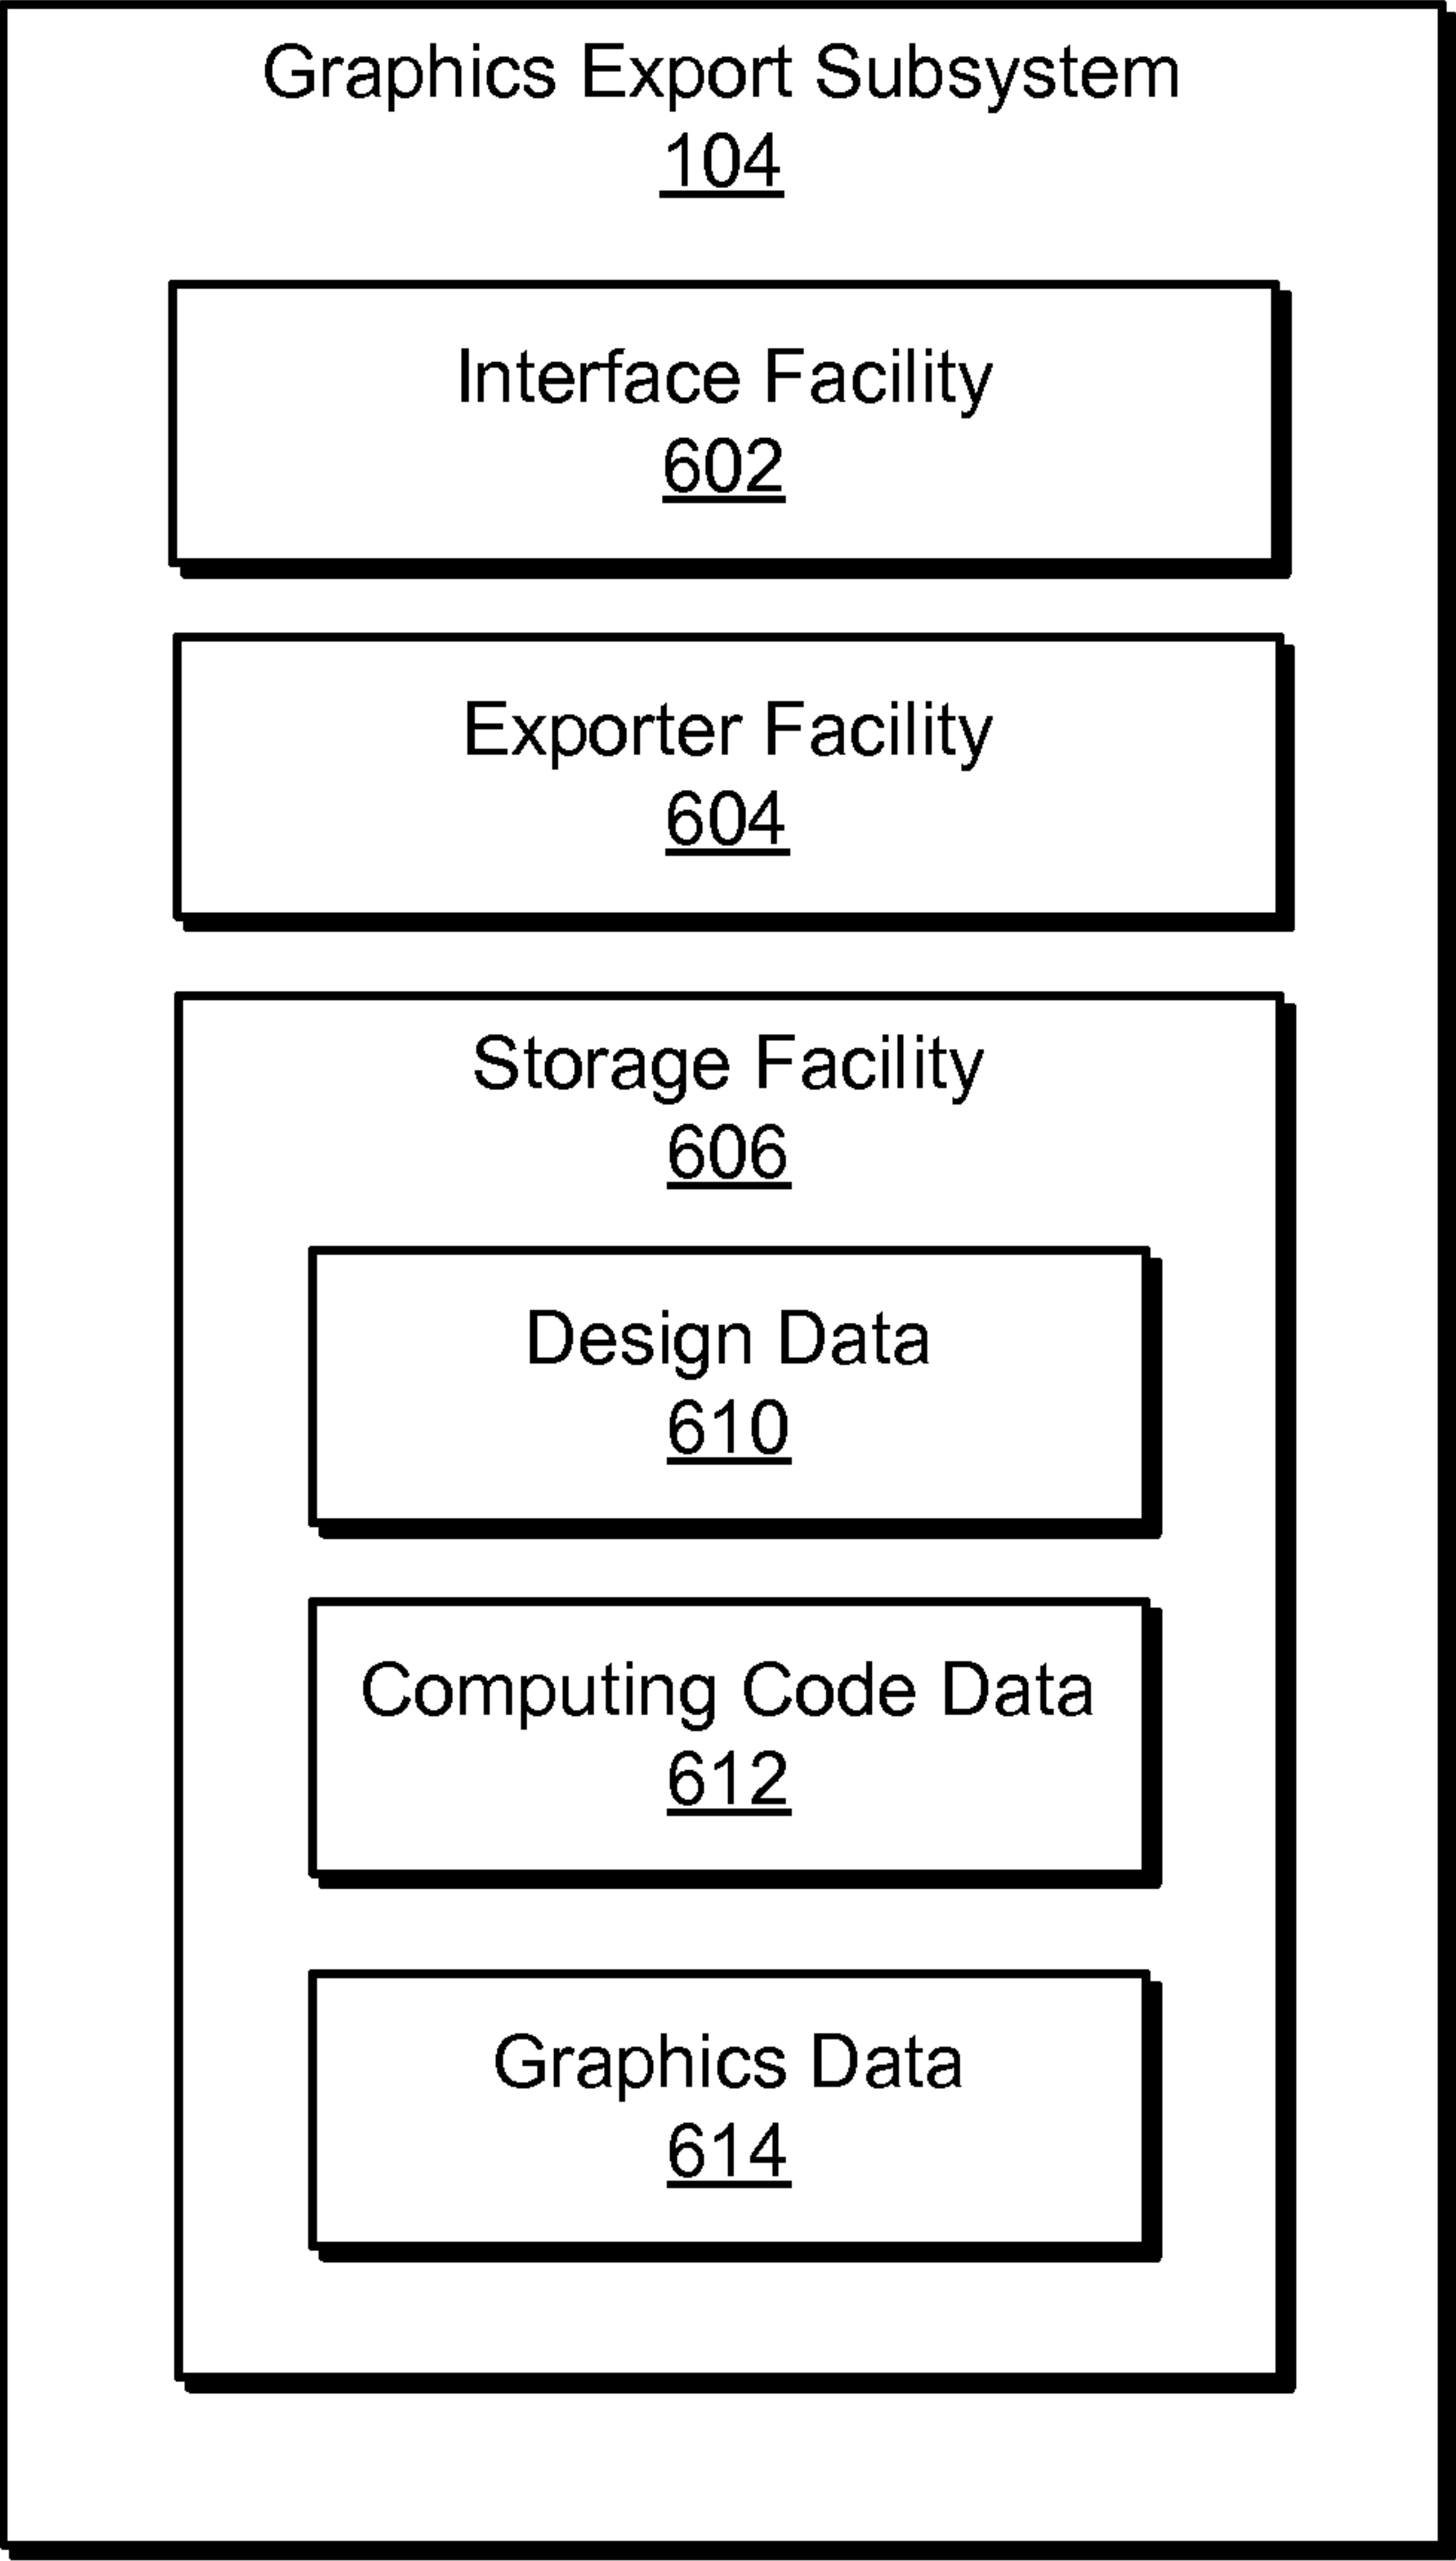 Graphics Export Subsystem
104
Interface Facility
602
Exporter Facility
604
Storage Facility
606
Design Data
610
Computing Code Data
612
Graphics Data
614